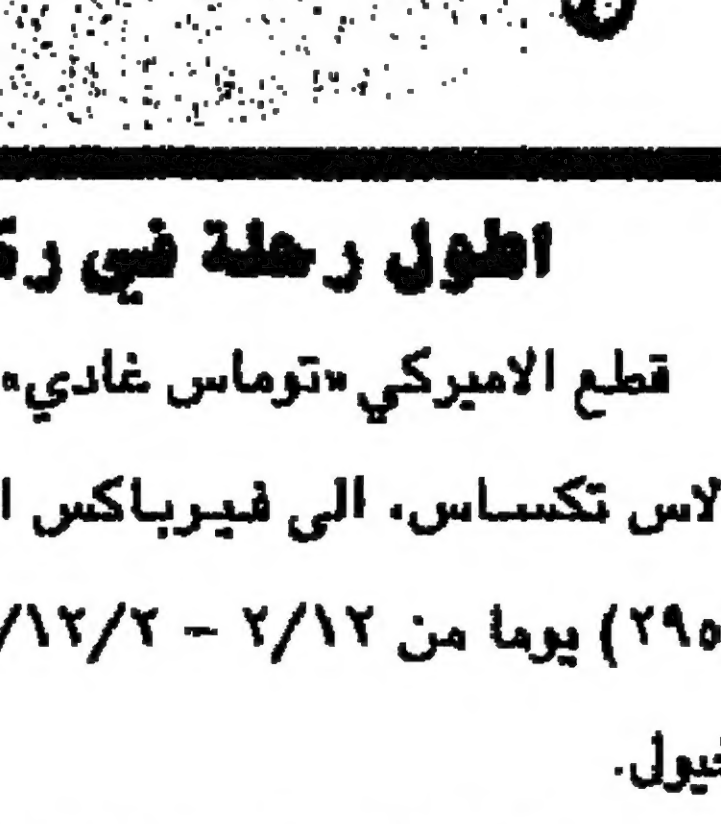 اطول رحلة في
قطع الاميركي «توماس غادي»
لاس تكساس، الى فيرباكس ا
٢٩٥) يوما من ٢/١٢ – ١٢/٢/
خيول.